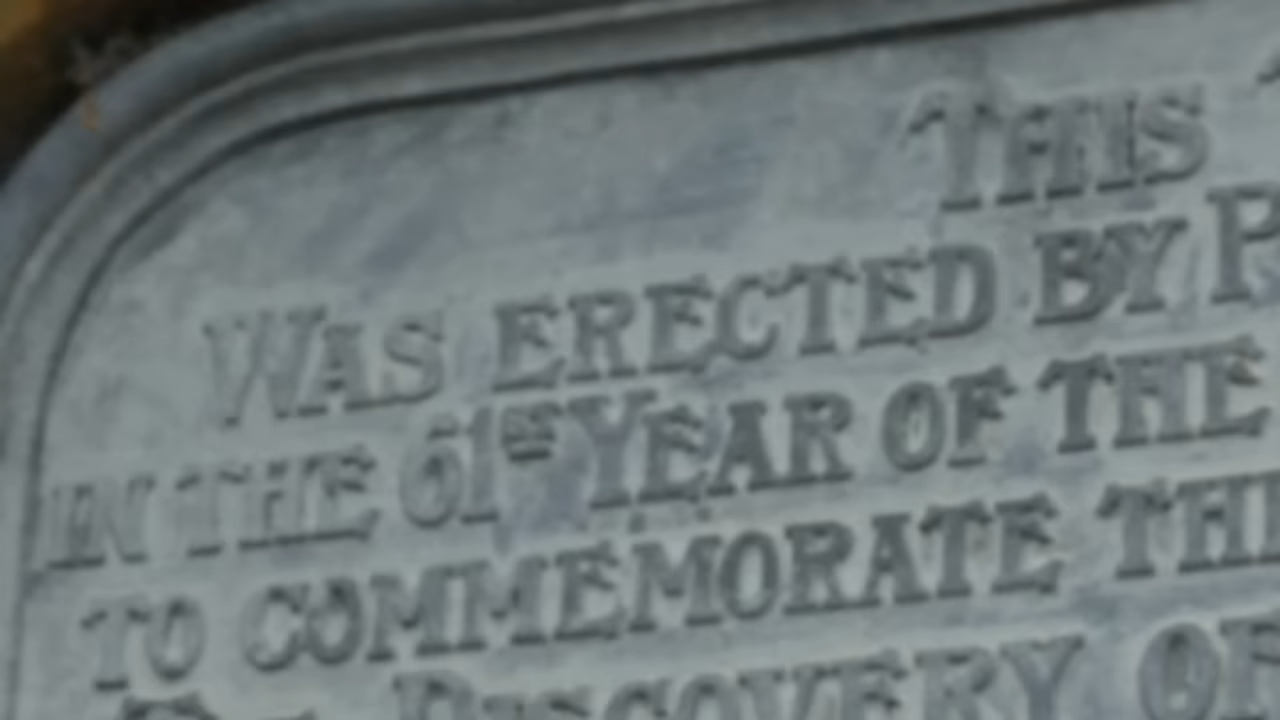 THIS
WAS ERECTED BY P
IN THE 61ST YEAR OF THE
TO COMMEMORATE THE
DISCOVERY OF